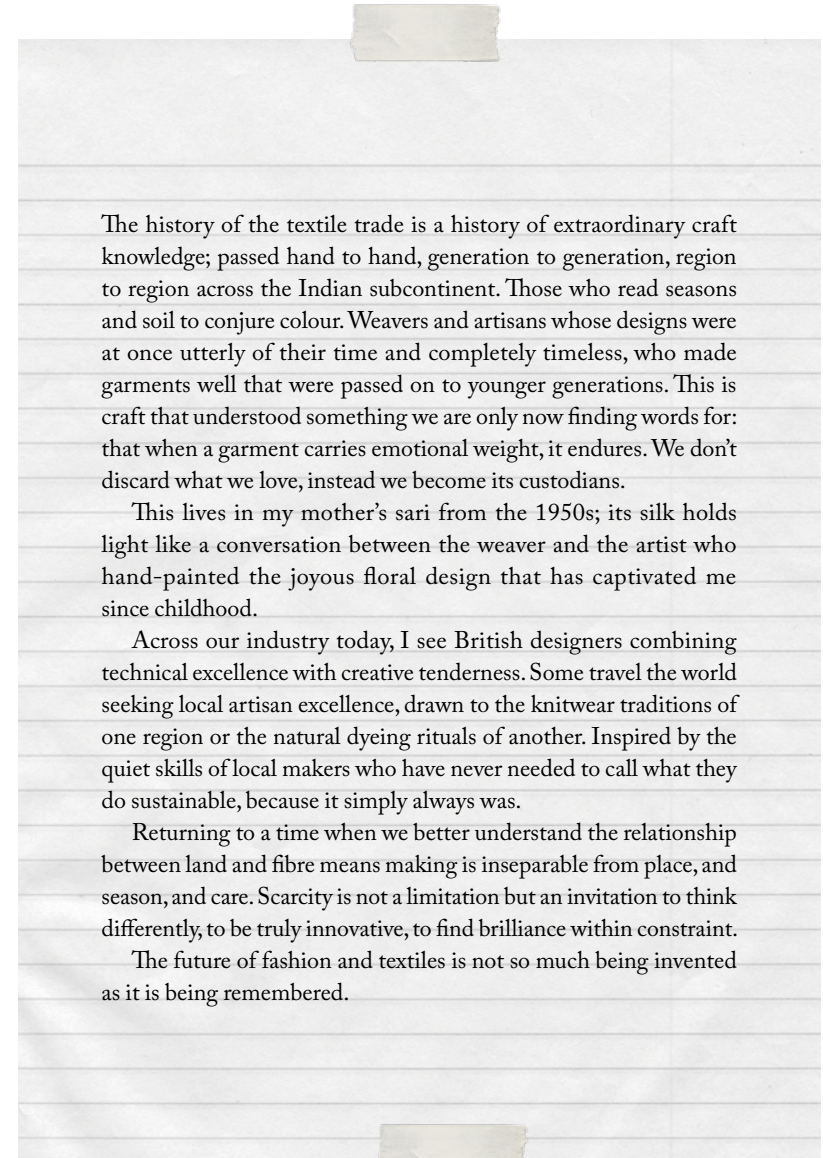 The history of the textile trade is a history of extraordinary craft
knowledge; passed hand to hand, generation to generation, region
to region across the Indian subcontinent. Those who read seasons
and soil to conjure colour. Weavers and artisans whose designs were
at once utterly of their time and completely timeless, who made
garments well that were passed on to younger generations. This is
craft that understood something we are only now finding words for:
that when a garment carries emotional weight, it endures. We don’t
discard what we love, instead we become its custodians.
This lives in my mother’s sari from the 1950s; its silk holds
light like a conversation between the weaver and the artist who
hand-painted the joyous floral design that has captivated me
since childhood.
Across our industry today, I see British designers combining
technical excellence with creative tenderness. Some travel the world
seeking local artisan excellence, drawn to the knitwear traditions of
one region or the natural dyeing rituals of another. Inspired by the
quiet skills of local makers who have never needed to call what they
do sustainable, because it simply always was.
Returning to a time when we better understand the relationship
between land and fibre means making is inseparable from place, and
season, and care. Scarcity is not a limitation but an invitation to think
differently, to be truly innovative, to find brilliance within constraint.
The future of fashion and textiles is not so much being invented
as it is being remembered.